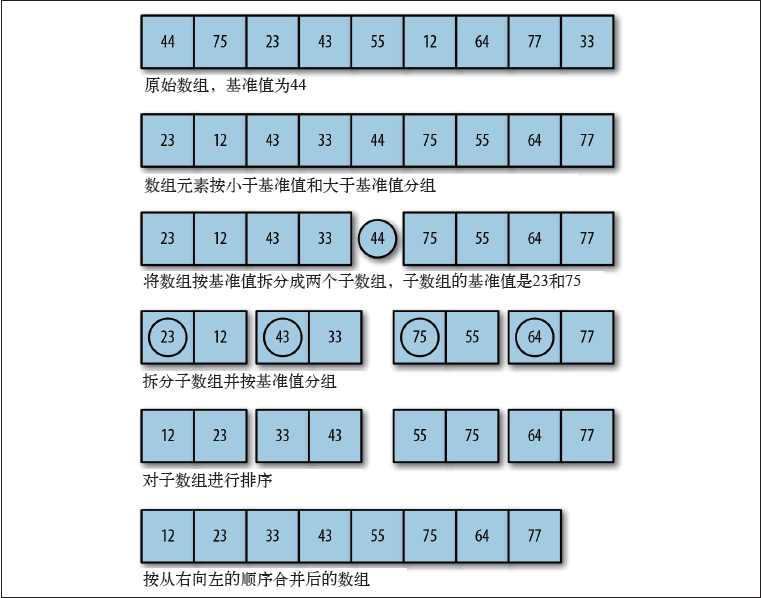 44 75 23 43 55 12 64 77 33
原始数组，基准值为44
23 12 43 33 44 75 55 64 77
数组元素按小于基准值和大于基准值分组
23 12 43 33 44 75 55 64 77
将数组按基准值拆分成两个子数组，子数组的基准值是23和75
23 12 43 33 75 55 64 77
拆分子数组并按基准值分组
12 23 33 43 55 75 64 77
对子数组进行排序
12 23 33 43 55 75 64 77
按从右向左的顺序合并后的数组